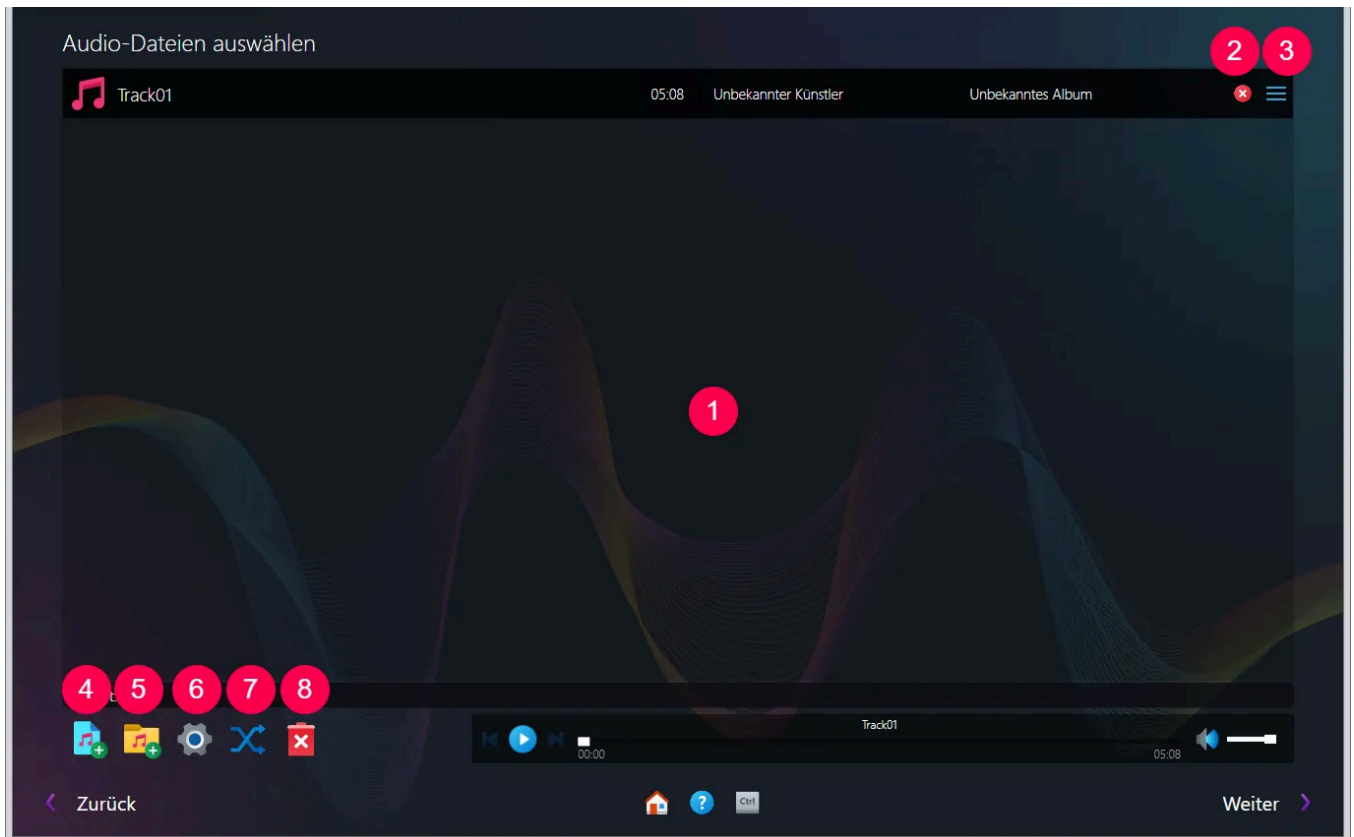 Audio-Dateien auswählen
2 3
Track01 05:08 Unbekannter Künstler Unbekanntes Album
1
4 5 6 7 8
Track01
00:00 05:08
Zurück Ctrl Weiter